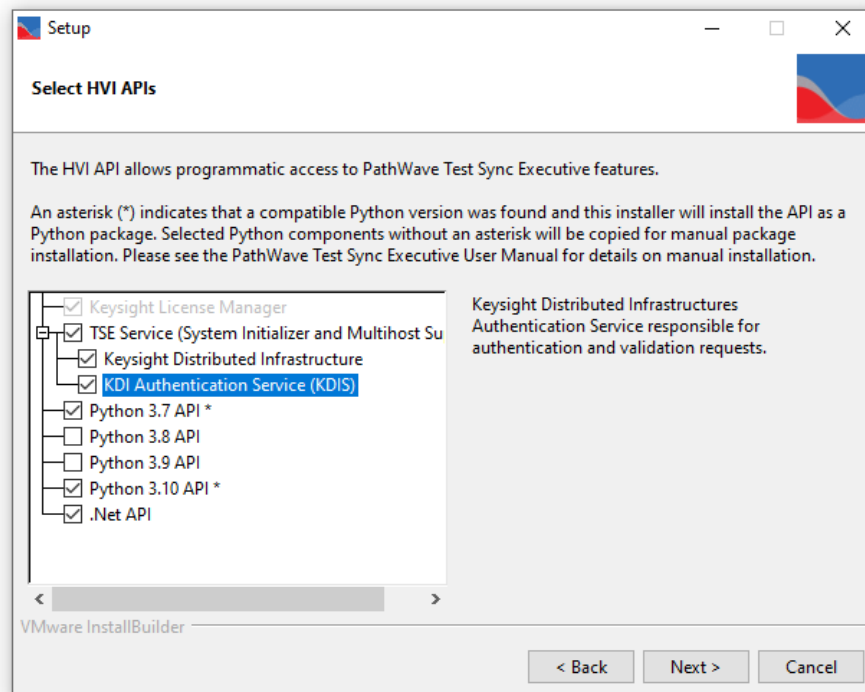 Setup
Select HVI APIs
The HVI API allows programmatic access to PathWave Test Sync Executive features.
An asterisk (*) indicates that a compatible Python version was found and this installer will install the API as a
Python package. Selected Python components without an asterisk will be copied for manual package
installation. Please see the PathWave Test Sync Executive User Manual for details on manual installation.
Keysight License Manager
TSE Service (System Initializer and Multihost Su
Keysight Distributed Infrastructure
KDI Authentication Service (KDIS)
Python 3.7 API *
Python 3.8 API
Python 3.9 API
Python 3.10 API *
.Net API
Keysight Distributed Infrastructures
Authentication Service responsible for
authentication and validation requests.
VMware InstallBuilder
< Back Next > Cancel